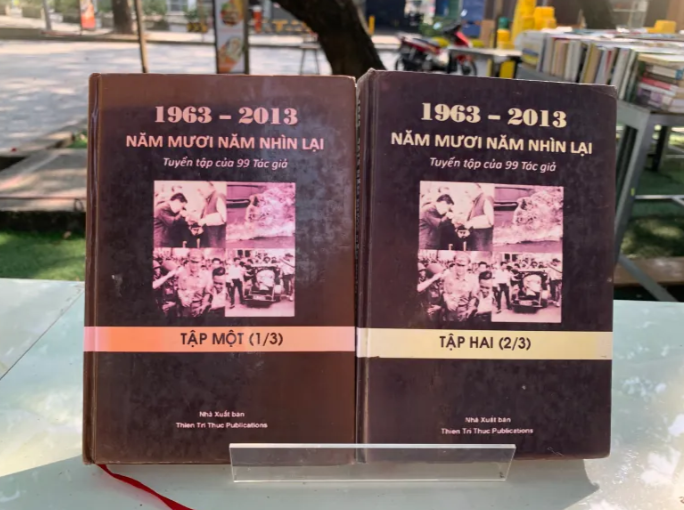 1963 – 2013
NĂM MƯƠI NĂM NHÌN LẠI
Tuyển tập của 99 Tác giả
TẬP MỘT (1/3)
Nhà Xuất bản
Thien Tri Thuc Publications
1963 – 2013
NĂM MƯƠI NĂM NHÌN LẠI
Tuyển tập của 99 Tác giả
TẬP HAI (2/3)
Nhà Xuất bản
Thien Tri Thuc Publications